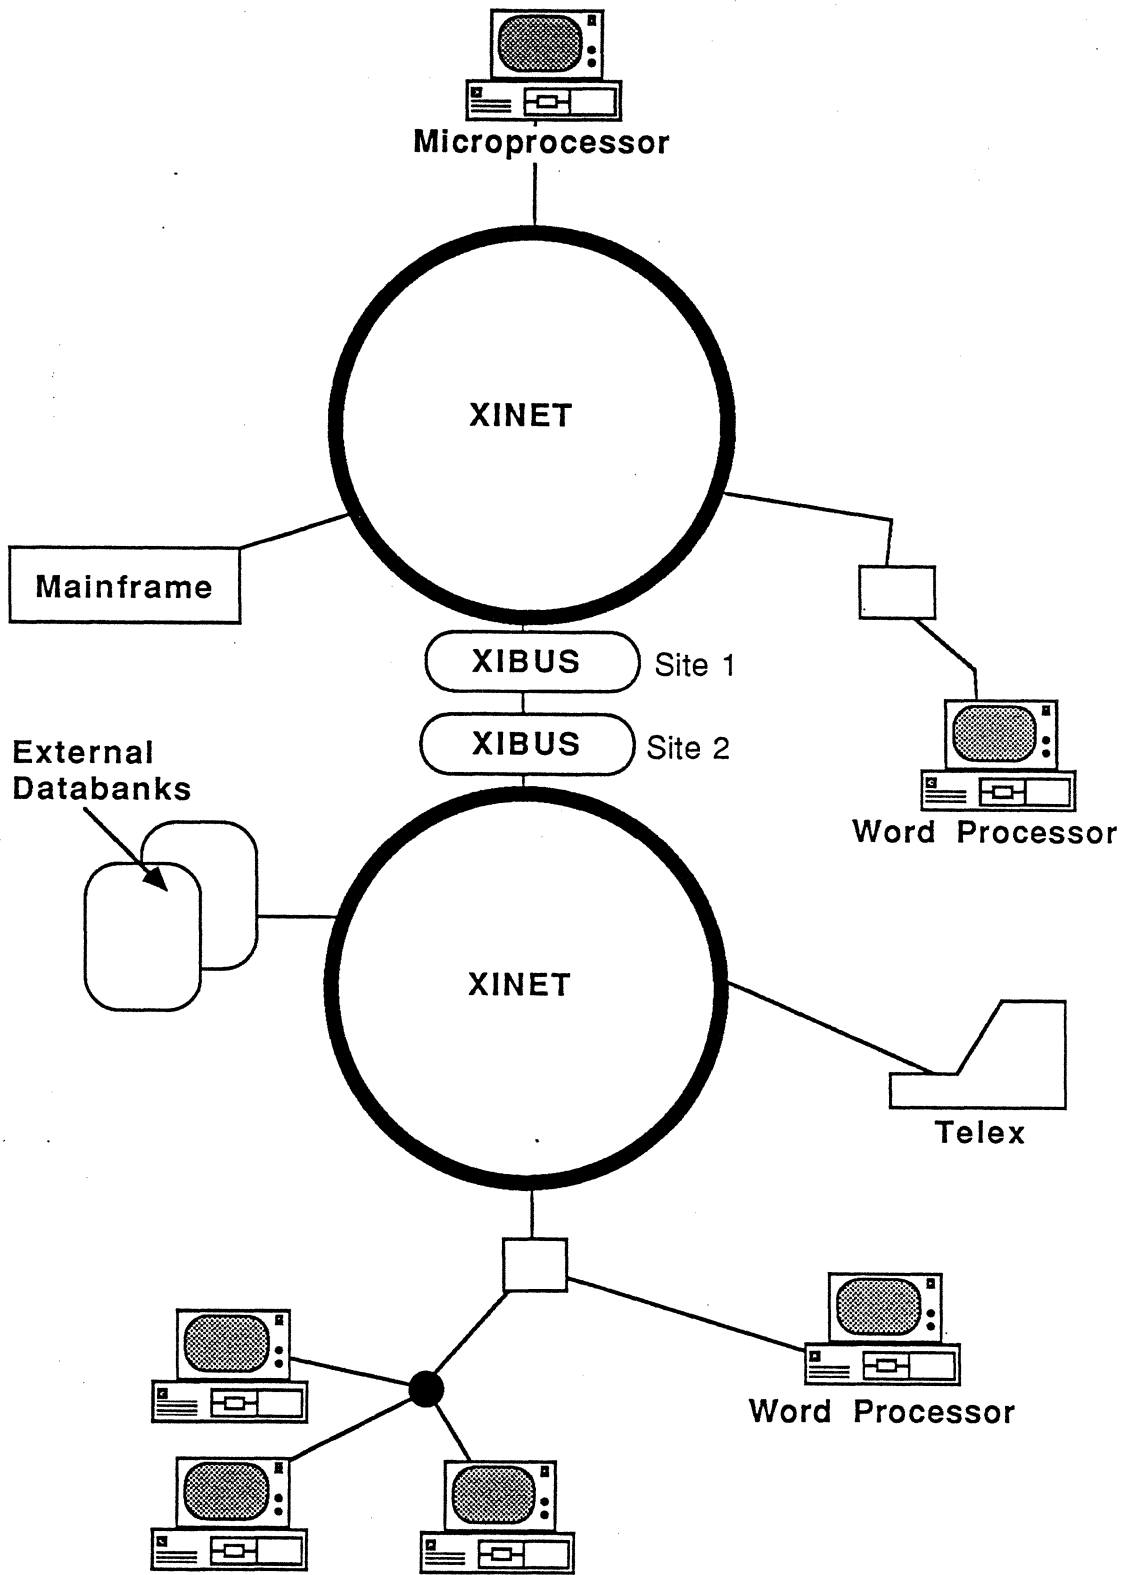 Microprocessor
XINET
Mainframe
XIBUS Site 1
XIBUS Site 2
External
Databanks
Word Processor
XINET
Telex
Word Processor